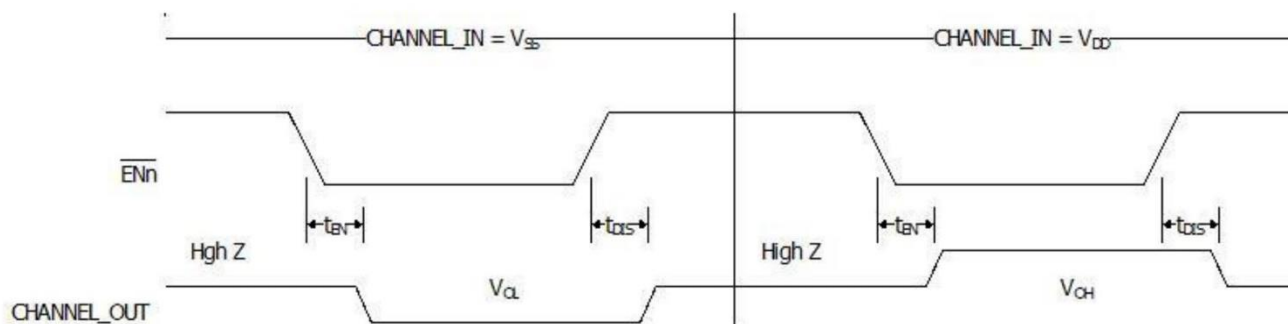 CHANNEL_IN = VSS
CHANNEL_IN = VDD
ENn
tEN
tDIS
tEN
tDIS
Hgh Z
High Z
VOL
VOH
CHANNEL_OUT